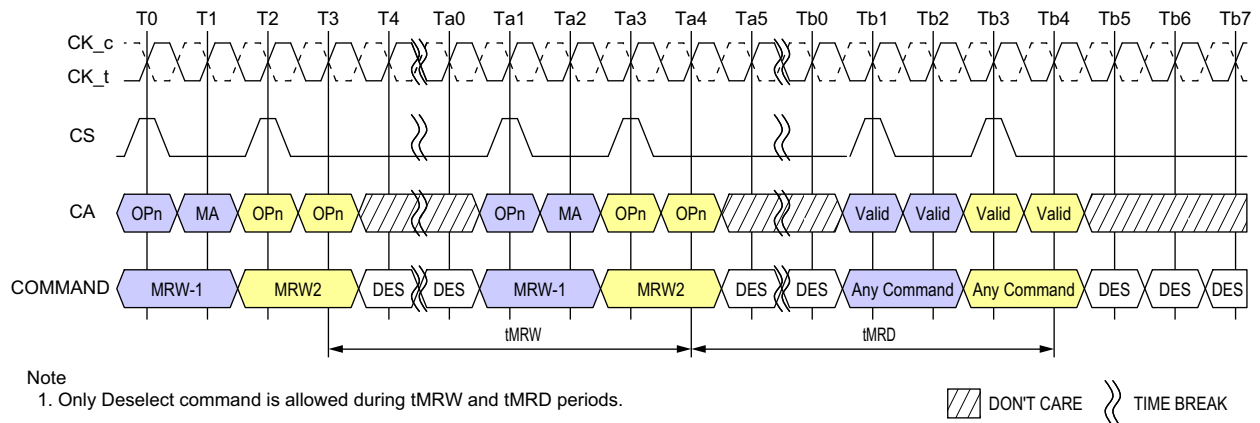 T0 T1 T2 T3 T4 Ta0 Ta1 Ta2 Ta3 Ta4 Ta5 Tb0 Tb1 Tb2 Tb3 Tb4 Tb5 Tb6 Tb7
CK_c
CK_t
CS
CA OPn MA OPn OPn OPn MA OPn OPn Valid Valid Valid Valid
COMMAND MRW-1 MRW2 DES DES MRW-1 MRW2 DES DES Any Command Any Command DES DES DES
tMRW tMRD
Note
1. Only Deselect command is allowed during tMRW and tMRD periods.
DON'T CARE TIME BREAK